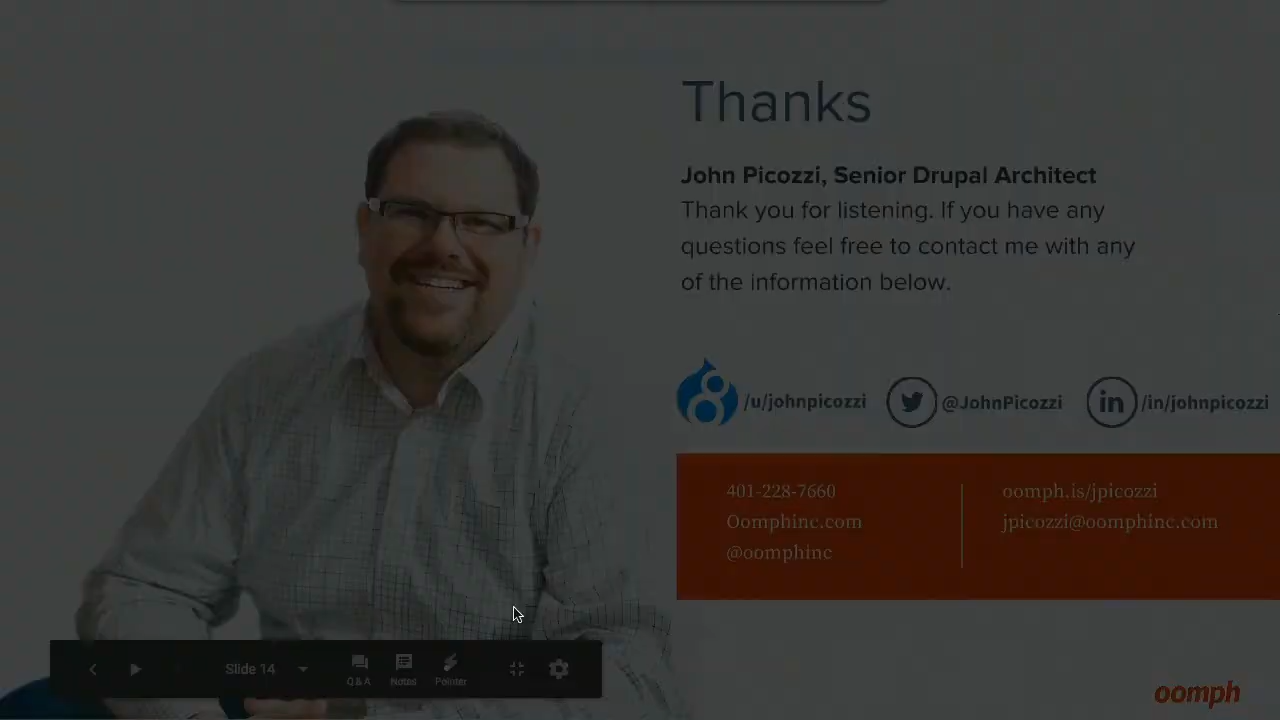 Thanks
John Picozzi, Senior Drupal Architect
Thank you for listening. If you have any
questions feel free to contact me with any
of the information below.
/u/johnpicozzi @JohnPicozzi in /in/johnpicozzi
401-228-7660
Oomphinc.com
@oomphinc
oomph.is/jpicozzi
jpicozzi@oomphinc.com
Slide 14
Q&A Notes Pointer
oomph